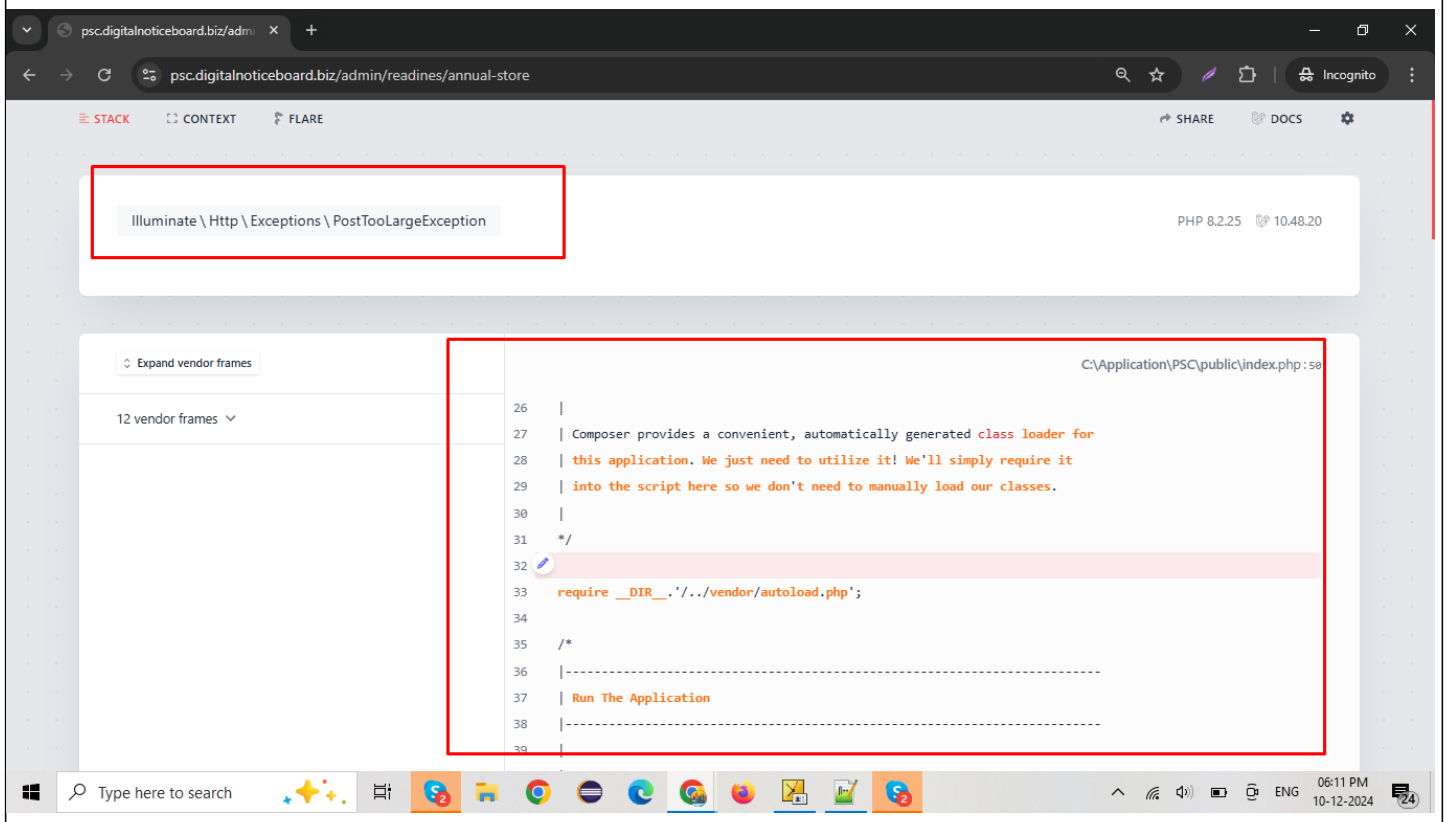 psc.digitalnoticeboard.biz/admi
psc.digitalnoticeboard.biz/admin/readines/annual-store
Incognito
STACK CONTEXT FLARE SHARE DOCS
Illuminate \ Http \ Exceptions \ PostTooLargeException
PHP 8.2.25 10.48.20
Expand vendor frames
C:\Application\PSC\public\index.php : 50
12 vendor frames
26 |
27 | Composer provides a convenient, automatically generated class loader for
28 | this application. We just need to utilize it! We'll simply require it
29 | into the script here so we don't need to manually load our classes.
30 |
31 */
32
33 require __DIR__.'/../vendor/autoload.php';
34
35 /*
36 |--------------------------------------------------------------------------
37 | Run The Application
38 |--------------------------------------------------------------------------
39 |
Type here to search
2
2
ENG
06:11 PM
10-12-2024
24